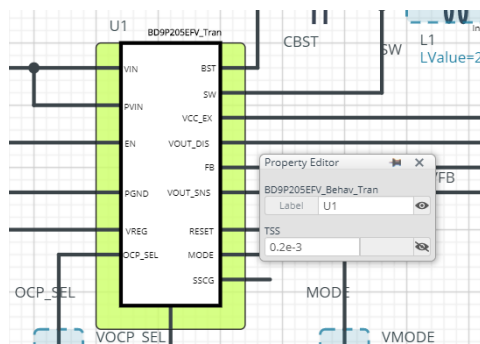 U1
BD9P205EFV_Tran
CBST
SW
L1
LValue=2
VIN
BST
PVIN
SW
VCC_EX
EN
VOUT_DIS
FB
PGND
VOUT_SNS
VREG
RESET
OCP_SEL
MODE
SSCG
Property Editor
BD9P205EFV_Behav_Tran
Label
U1
TSS
0.2e-3
/FB
OCP_SEL
MODE
VOCP_SEL
VMODE